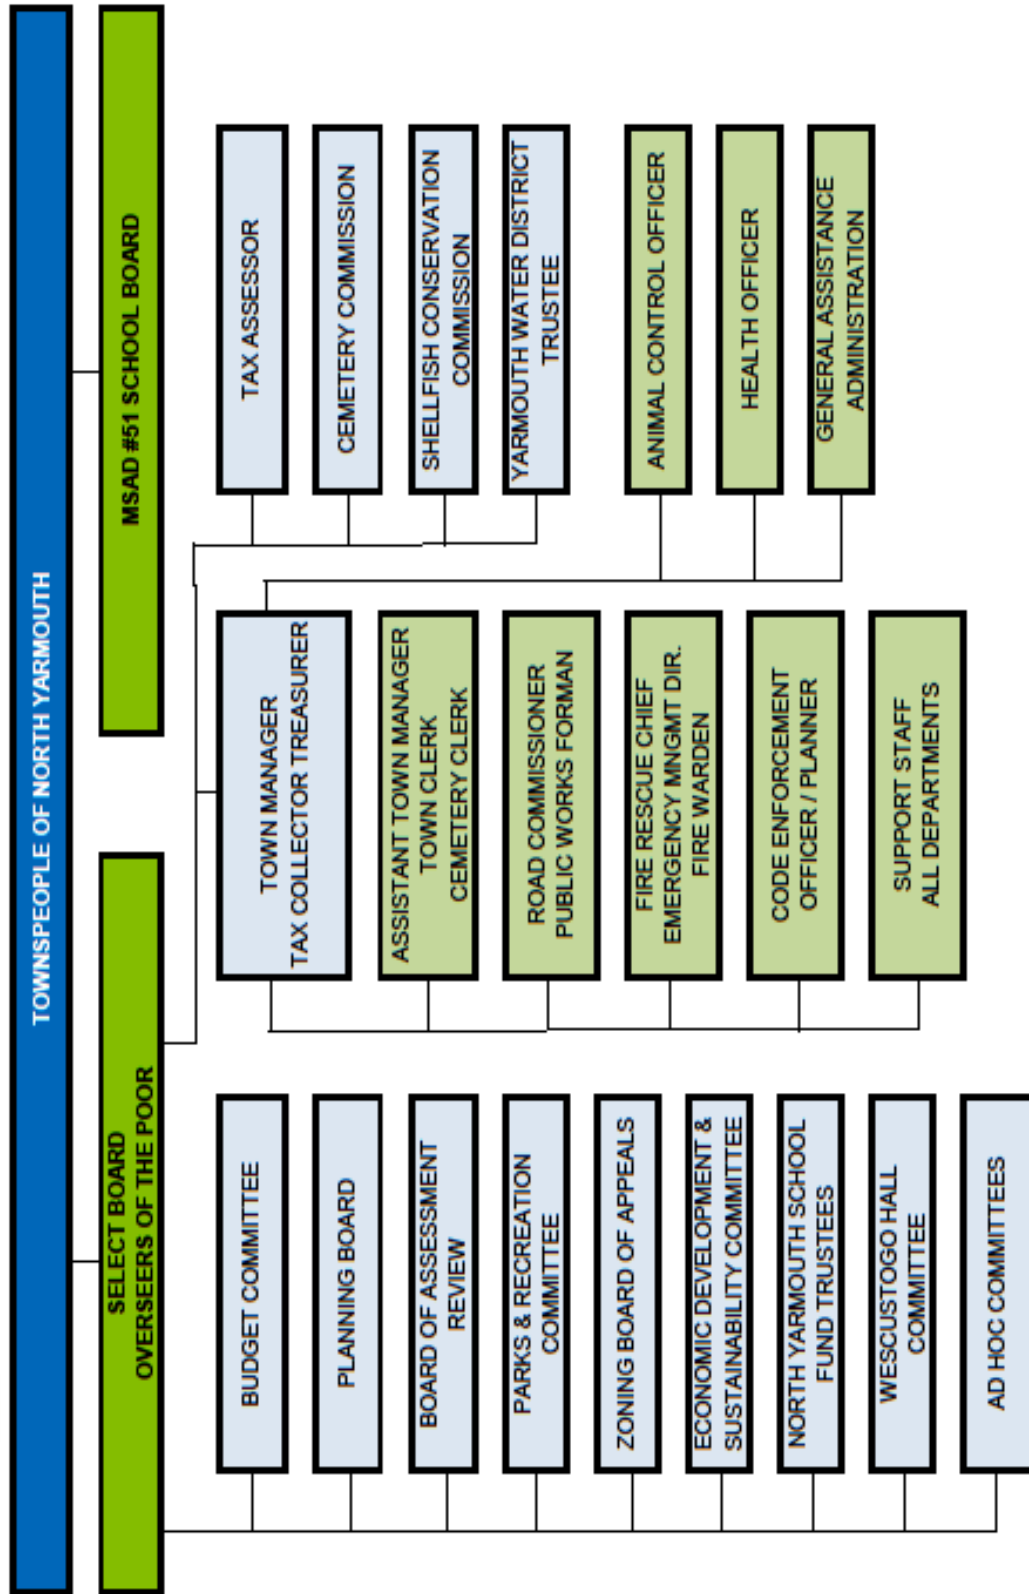 TOWNSPEOPLE OF NORTH YARMOUTH
SELECT BOARD
OVERSEERS OF THE POOR
MSAD #51 SCHOOL BOARD
BUDGET COMMITTEE
PLANNING BOARD
BOARD OF ASSESSMENT
REVIEW
PARKS & RECREATION
COMMITTEE
ZONING BOARD OF APPEALS
ECONOMIC DEVELOPMENT &
SUSTAINABILITY COMMITTEE
NORTH YARMOUTH SCHOOL
FUND TRUSTEES
WESCUSTOGO HALL
COMMITTEE
AD HOC COMMITTEES
TOWN MANAGER
TAX COLLECTOR TREASURER
ASSISTANT TOWN MANAGER
TOWN CLERK
CEMETERY CLERK
ROAD COMMISSIONER
PUBLIC WORKS FORMAN
FIRE RESCUE CHIEF
EMERGENCY MNGMT DIR.
FIRE WARDEN
CODE ENFORCEMENT
OFFICER / PLANNER
SUPPORT STAFF
ALL DEPARTMENTS
TAX ASSESSOR
CEMETERY COMMISSION
SHELLFISH CONSERVATION
COMMISSION
YARMOUTH WATER DISTRICT
TRUSTEE
ANIMAL CONTROL OFFICER
HEALTH OFFICER
GENERAL ASSISTANCE
ADMINISTRATION